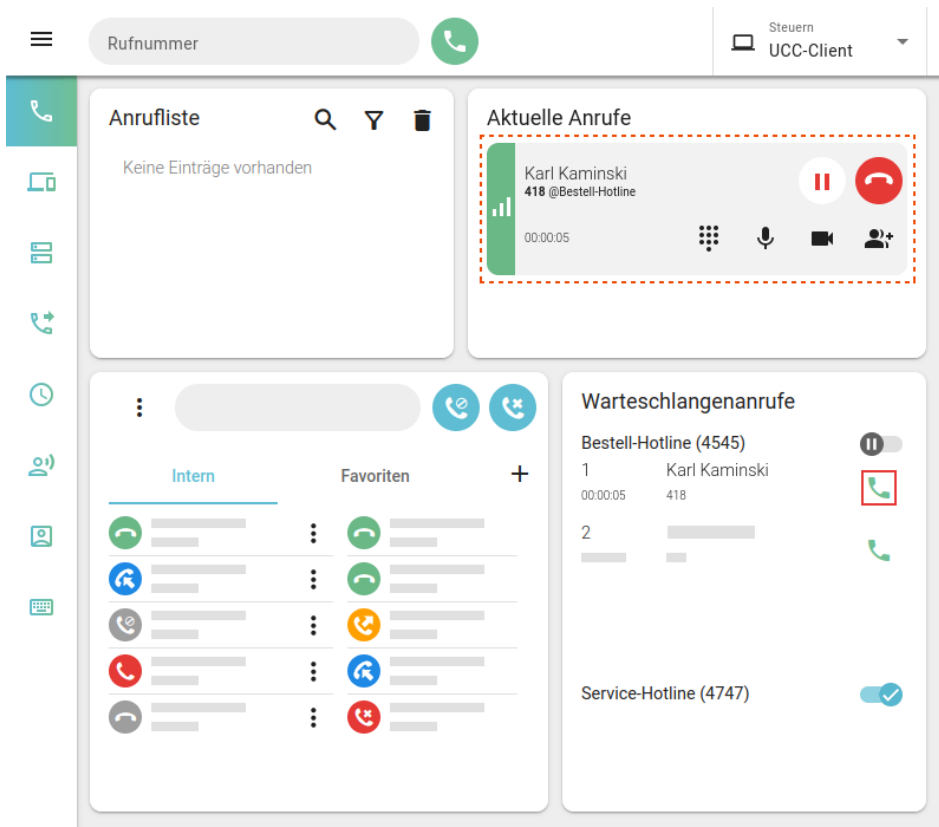 Rufnummer
Steuern
UCC-Client
Anrufliste
Keine Einträge vorhanden
Aktuelle Anrufe
Karl Kaminski
418 @Bestell-Hotline
00:00:05
Intern
Favoriten
Warteschlangenanrufe
Bestell-Hotline (4545)
1 Karl Kaminski
00:00:05 418
2
Service-Hotline (4747)